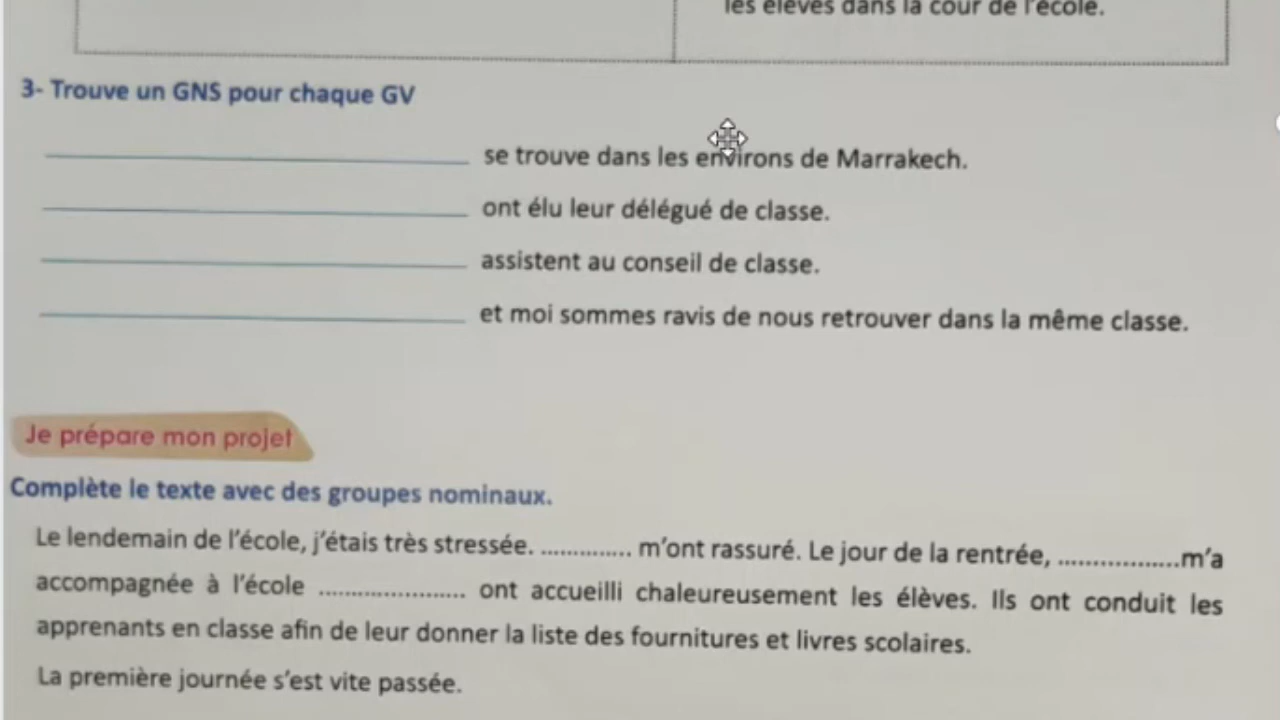 les élèves dans la cour de l'école.
3- Trouve un GNS pour chaque GV
se trouve dans les environs de Marrakech.
ont élu leur délégué de classe.
assistent au conseil de classe.
et moi sommes ravis de nous retrouver dans la même classe.
Je prépare mon projet
Complète le texte avec des groupes nominaux.
Le lendemain de l'école, j'étais très stressée. .............. m'ont rassuré. Le jour de la rentrée, ..................m'a
accompagnée à l'école ...................... ont accueilli chaleureusement les élèves. Ils ont conduit les
apprenants en classe afin de leur donner la liste des fournitures et livres scolaires.
La première journée s'est vite passée.